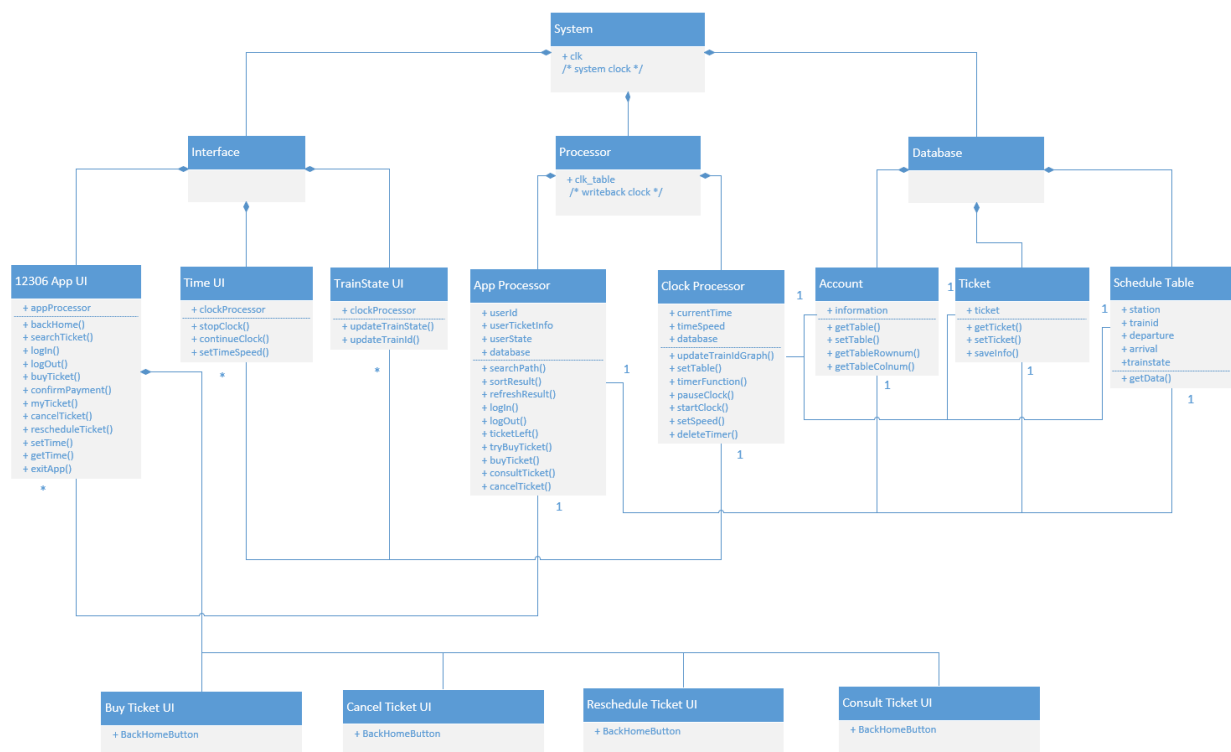 System
+ clk
/* system clock */
Interface
Processor
+ clk_table
/* writeback clock */
Database
12306 App UI
+ appProcessor
+ backHome()
+ searchTicket()
+ logIn()
+ logOut()
+ buyTicket()
+ confirmPayment()
+ myTicket()
+ cancelTicket()
+ rescheduleTicket()
+ setTime()
+ getTime()
+ exitApp()
*
Time UI
+ clockProcessor
+ stopClock()
+ continueClock()
+ setTimeSpeed()
*
TrainState UI
+ clockProcessor
+ updateTrainState()
+ updateTrainId()
*
App Processor
+ userId
+ userTicketInfo
+ userState
+ database
+ searchPath()
+ sortResult()
+ refreshResult()
+ logIn()
+ logOut()
+ ticketLeft()
+ tryBuyTicket()
+ buyTicket()
+ consultTicket()
+ cancelTicket()
1
1
Clock Processor
+ currentTime
+ timeSpeed
+ database
+ updateTrainIdGraph()
+ setTable()
+ timerFunction()
+ pauseClock()
+ startClock()
+ setSpeed()
+ deleteTimer()
1
1
Account
+ information
+ getTable()
+ setTable()
+ getTableRownum()
+ getTableColnum()
1
1
Ticket
+ ticket
+ getTicket()
+ setTicket()
+ saveInfo()
1
1
Schedule Table
+ station
+ trainid
+ departure
+ arrival
+trainstate
+ getData()
1
Buy Ticket UI
+ BackHomeButton
Cancel Ticket UI
+ BackHomeButton
Reschedule Ticket UI
+ BackHomeButton
Consult Ticket UI
+ BackHomeButton